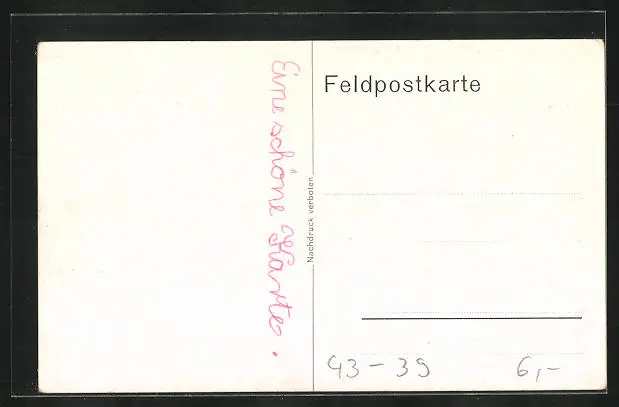 Eine schöne Karte.
Nachdruck verboten
Feldpostkarte
43-39 6,-